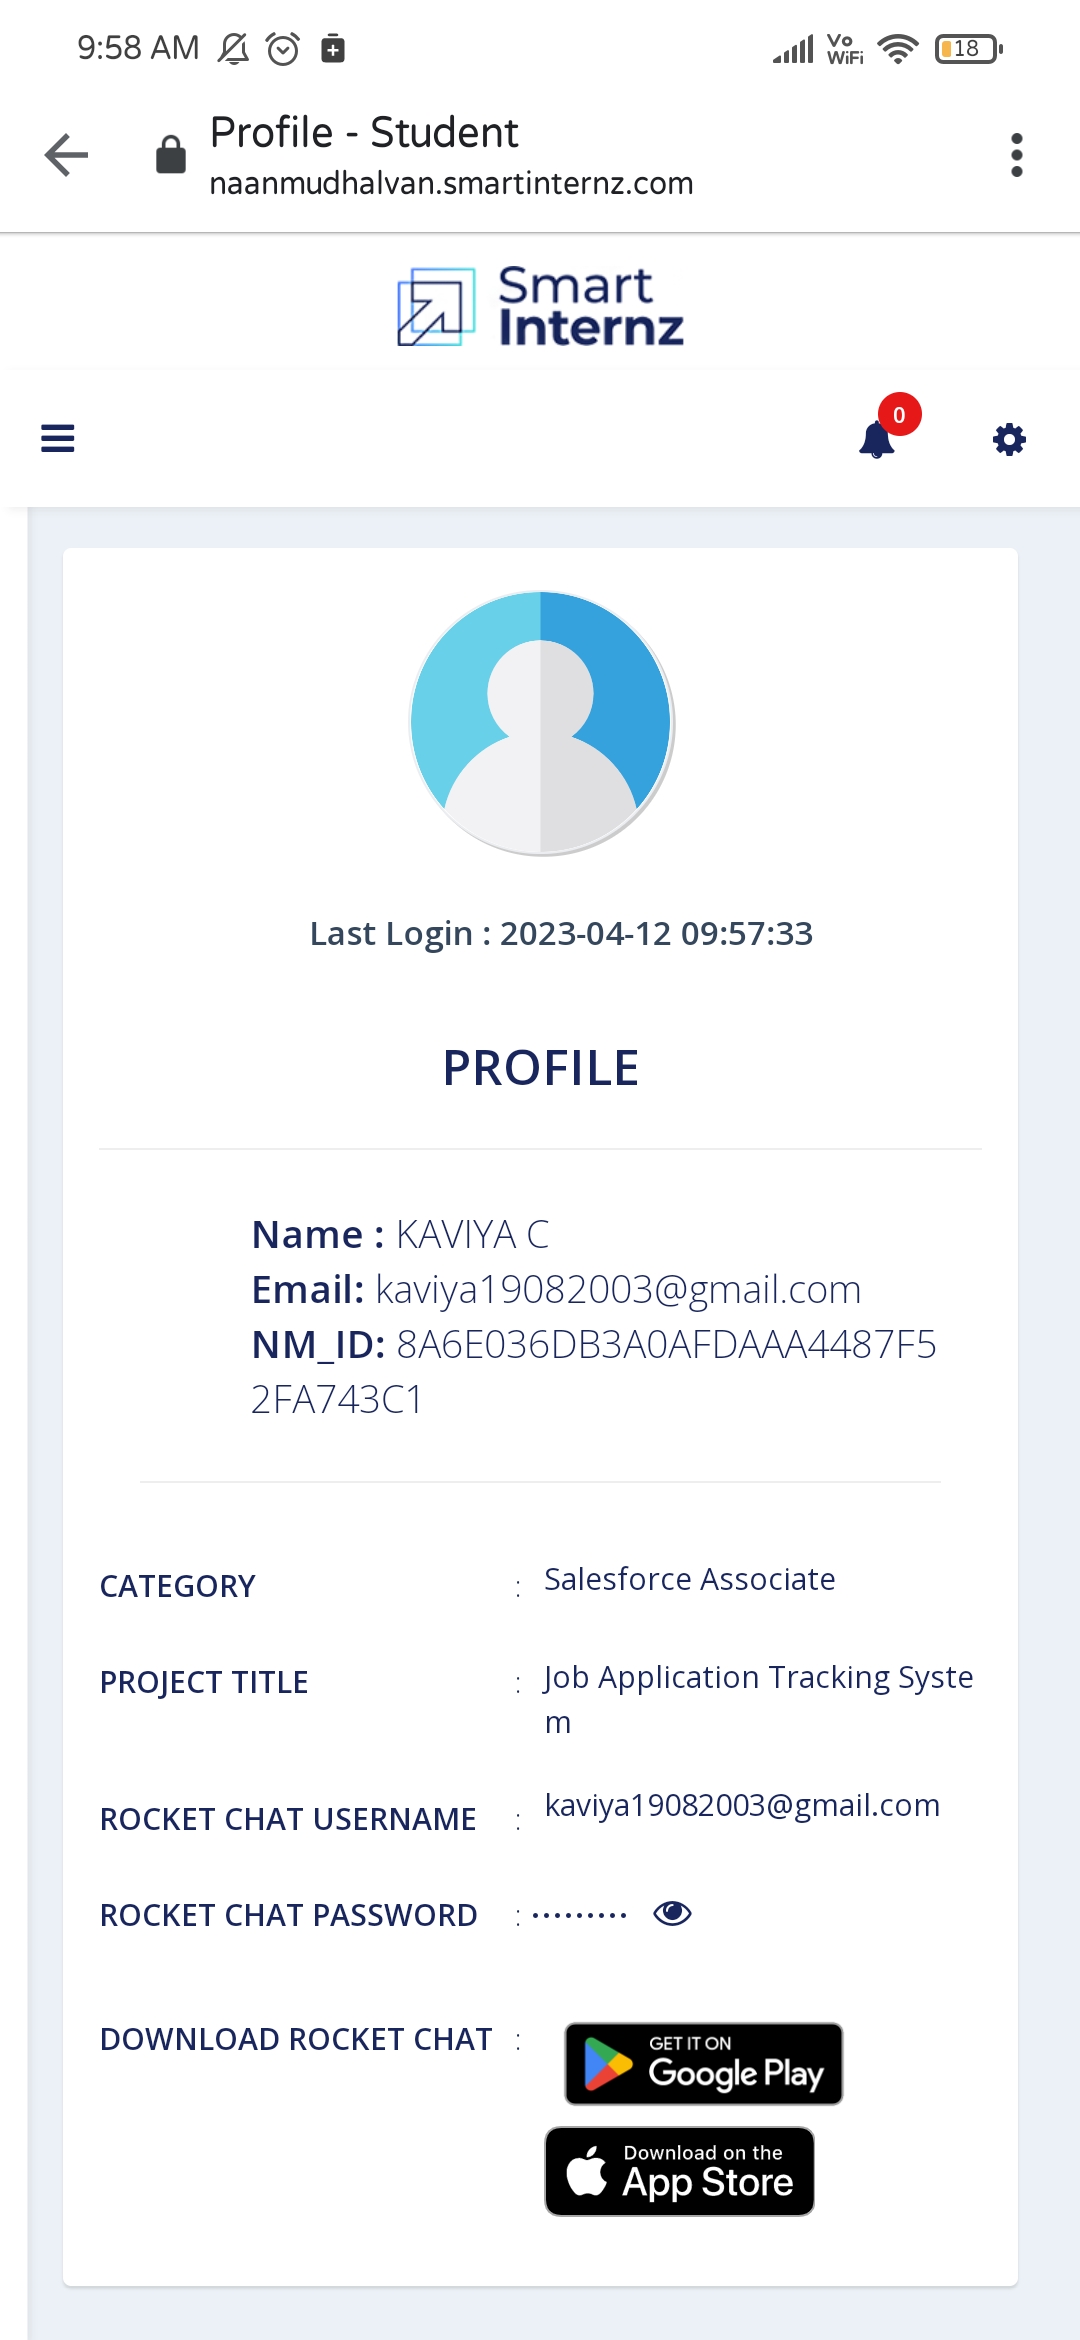 9:58 AM
Vo
WiFi
18
Profile - Student
naanmudhalvan.smartinternz.com
Smart
Internz
0
Last Login : 2023-04-12 09:57:33
PROFILE
Name : KAVIYA C
Email: kaviya19082003@gmail.com
NM_ID: 8A6E036DB3A0AFDAAA4487F5
2FA743C1
CATEGORY : Salesforce Associate
PROJECT TITLE : Job Application Tracking Syste
m
ROCKET CHAT USERNAME : kaviya19082003@gmail.com
ROCKET CHAT PASSWORD : ·········
DOWNLOAD ROCKET CHAT :
GET IT ON
Google Play
Download on the
App Store